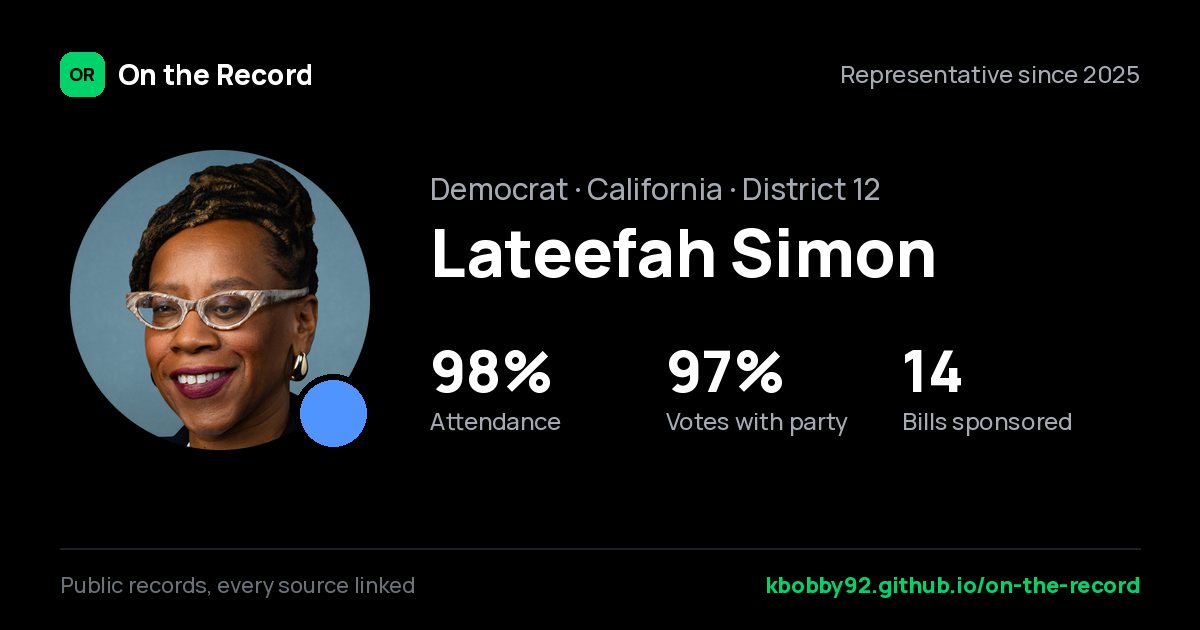 OR On the Record
Representative since 2025
Democrat · California · District 12
Lateefah Simon
98% 97% 14
Attendance Votes with party Bills sponsored
Public records, every source linked
kbobby92.github.io/on-the-record